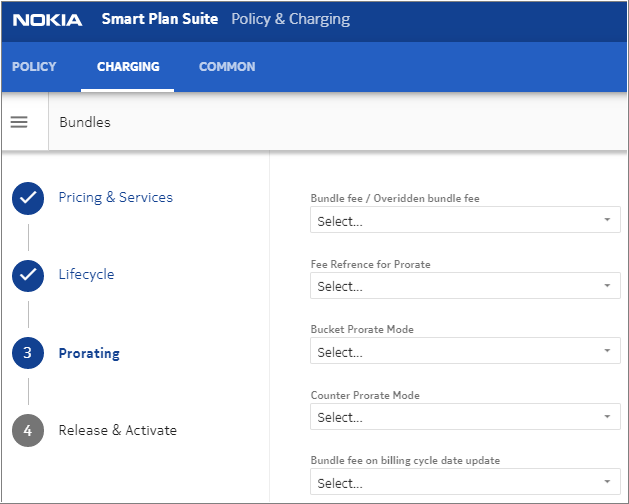 NOKIA Smart Plan Suite Policy & Charging
POLICY CHARGING COMMON
Bundles
Pricing & Services
Lifecycle
3 Prorating
4 Release & Activate
Bundle fee / Overidden bundle fee
Select...
Fee Refrence for Prorate
Select...
Bucket Prorate Mode
Select...
Counter Prorate Mode
Select...
Bundle fee on billing cycle date update
Select...